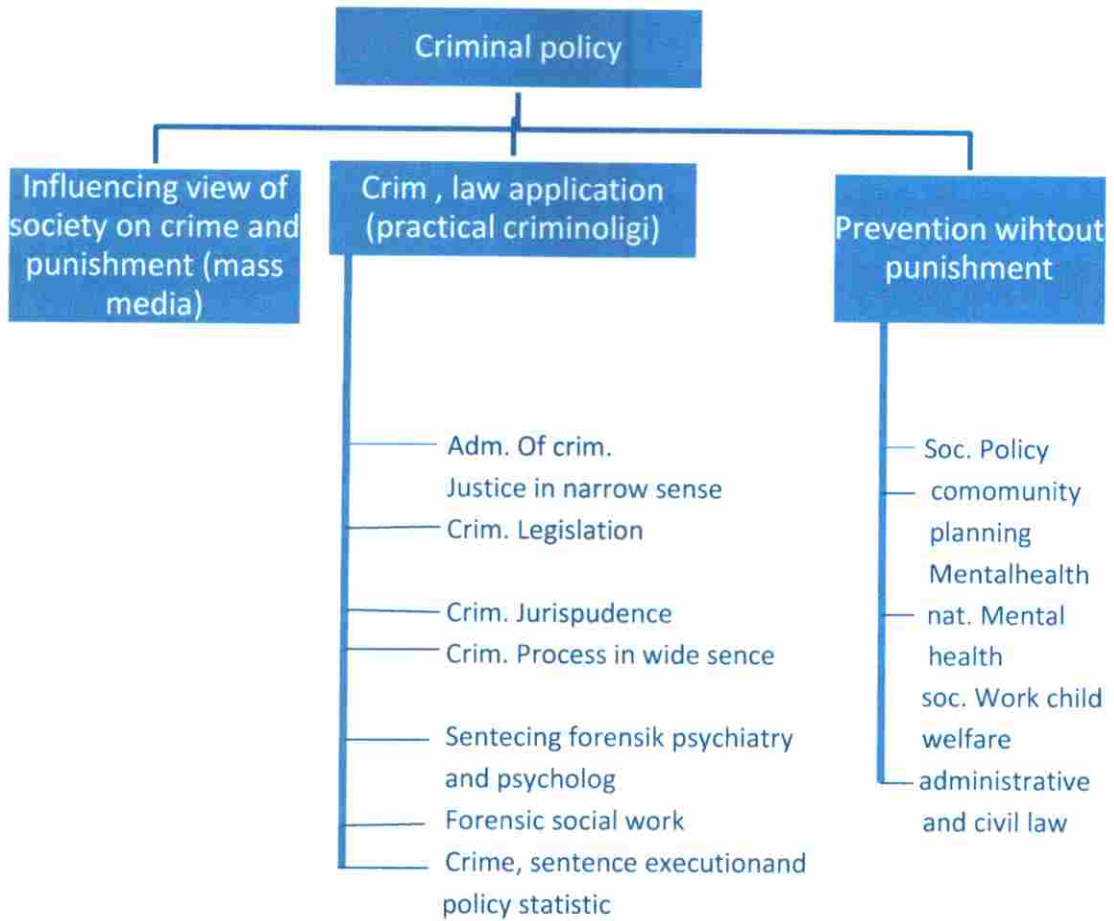 Criminal policy
Influencing view of
society on crime and
punishment (mass
media)
Crim , law application
(practical criminoligi)
Prevention wihtout
punishment
Adm. Of crim.
Justice in narrow sense
Crim. Legislation
Crim. Jurispudence
Crim. Process in wide sence
Sentecing forensik psychiatry
and psycholog
Forensic social work
Crime, sentence executionand
policy statistic
Soc. Policy
comomunity
planning
Mentalhealth
nat. Mental
health
soc. Work child
welfare
administrative
and civil law